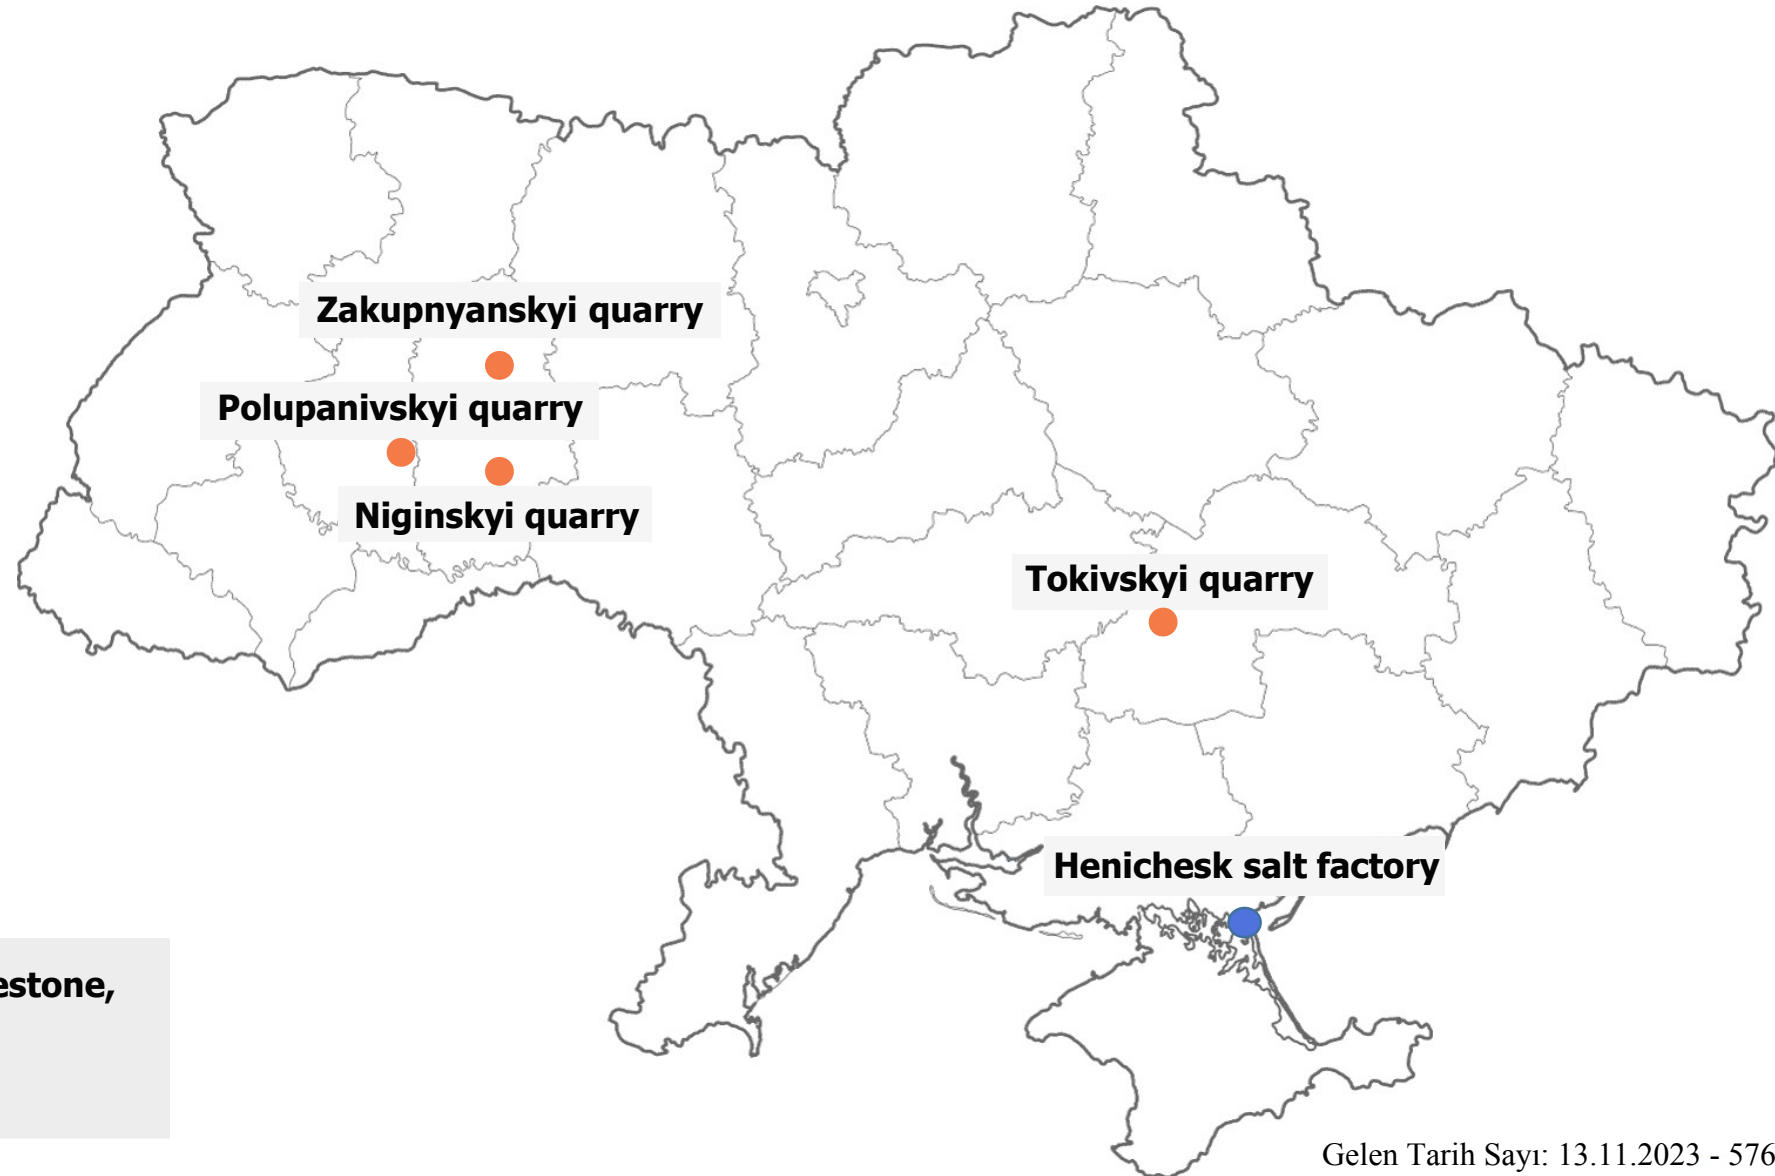 Zakupnyanskyi quarry
Polupanivskyi quarry
Niginskyi quarry
Tokivskyi quarry
Henichesk salt factory
estone,
Gelen Tarih Sayı: 13.11.2023 - 576